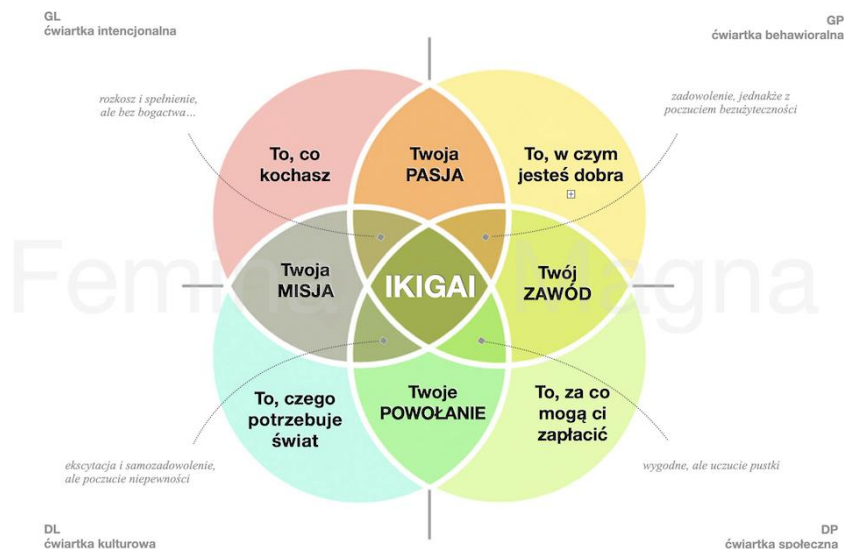 GL
ćwiartka intencjonalna
GP
ćwiartka behawioralna
rozkosz i spełnienie,
ale bez bogactwa…
zadowolenie, jednakże z
poczuciem bezużyteczności
To, co
kochasz
Twoja
PASJA
To, w czym
jesteś dobra
Femina Magna
Twoja
MISJA
IKIGAI
Twój
ZAWÓD
To, czego
potrzebuje
świat
Twoje
POWOŁANIE
To, za co
mogą ci
zapłacić
ekscytacja i samozadowolenie,
ale poczucie niepewności
wygodne, ale uczucie pustki
DL
ćwiartka kulturowa
DP
ćwiartka społeczna